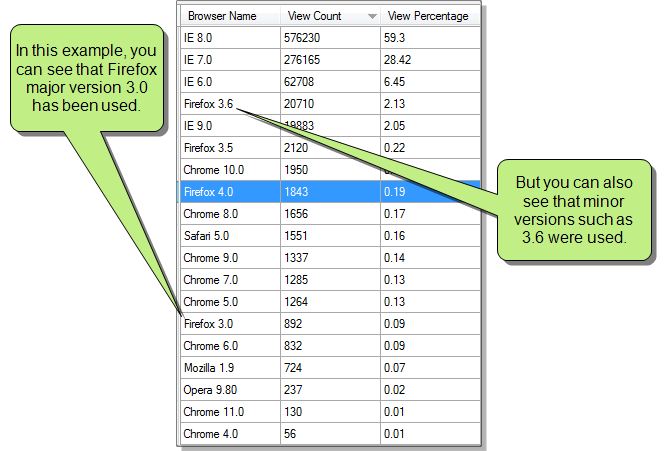 In this example, you
can see that Firefox
major version 3.0
has been used.
Browser Name View Count View Percentage
IE 8.0 576230 59.3
IE 7.0 276165 28.42
IE 6.0 62708 6.45
Firefox 3.6 20710 2.13
IE 9.0 19883 2.05
Firefox 3.5 2120 0.22
Chrome 10.0 1950
Firefox 4.0 1843 0.19
Chrome 8.0 1656 0.17
Safari 5.0 1551 0.16
Chrome 9.0 1337 0.14
Chrome 7.0 1285 0.13
Chrome 5.0 1264 0.13
Firefox 3.0 892 0.09
Chrome 6.0 832 0.09
Mozilla 1.9 724 0.07
Opera 9.80 237 0.02
Chrome 11.0 130 0.01
Chrome 4.0 56 0.01
But you can also
see that minor
versions such as
3.6 were used.